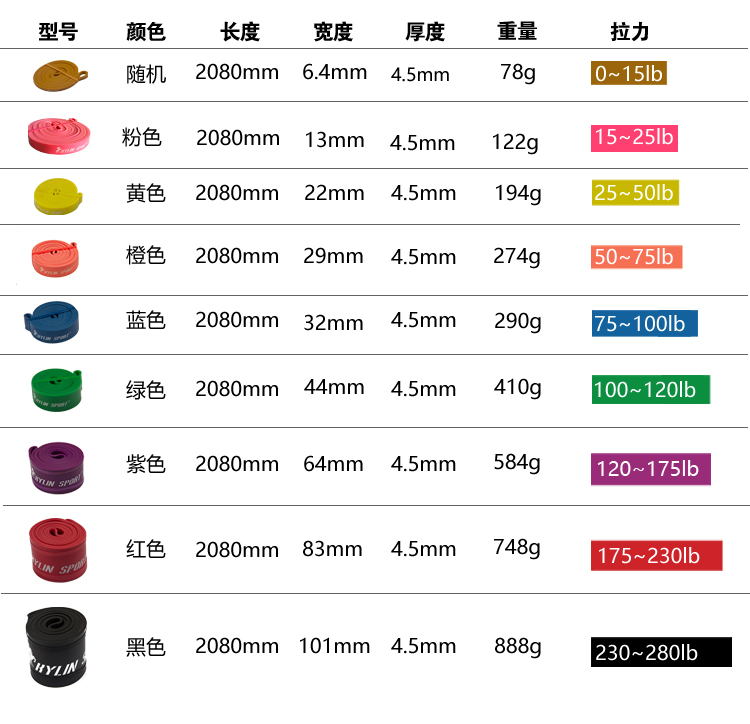 型号 颜色 长度 宽度 厚度 重量 拉力
随机 2080mm 6.4mm 4.5mm 78g 0~15lb
粉色 2080mm 13mm 4.5mm 122g 15~25lb
黄色 2080mm 22mm 4.5mm 194g 25~50lb
橙色 2080mm 29mm 4.5mm 274g 50~75lb
蓝色 2080mm 32mm 4.5mm 290g 75~100lb
绿色 2080mm 44mm 4.5mm 410g 100~120lb
KYLIN SPORT 紫色 2080mm 64mm 4.5mm 584g 120~175lb
KYLIN SPORT 红色 2080mm 83mm 4.5mm 748g 175~230lb
KYLIN 黑色 2080mm 101mm 4.5mm 888g 230~280lb